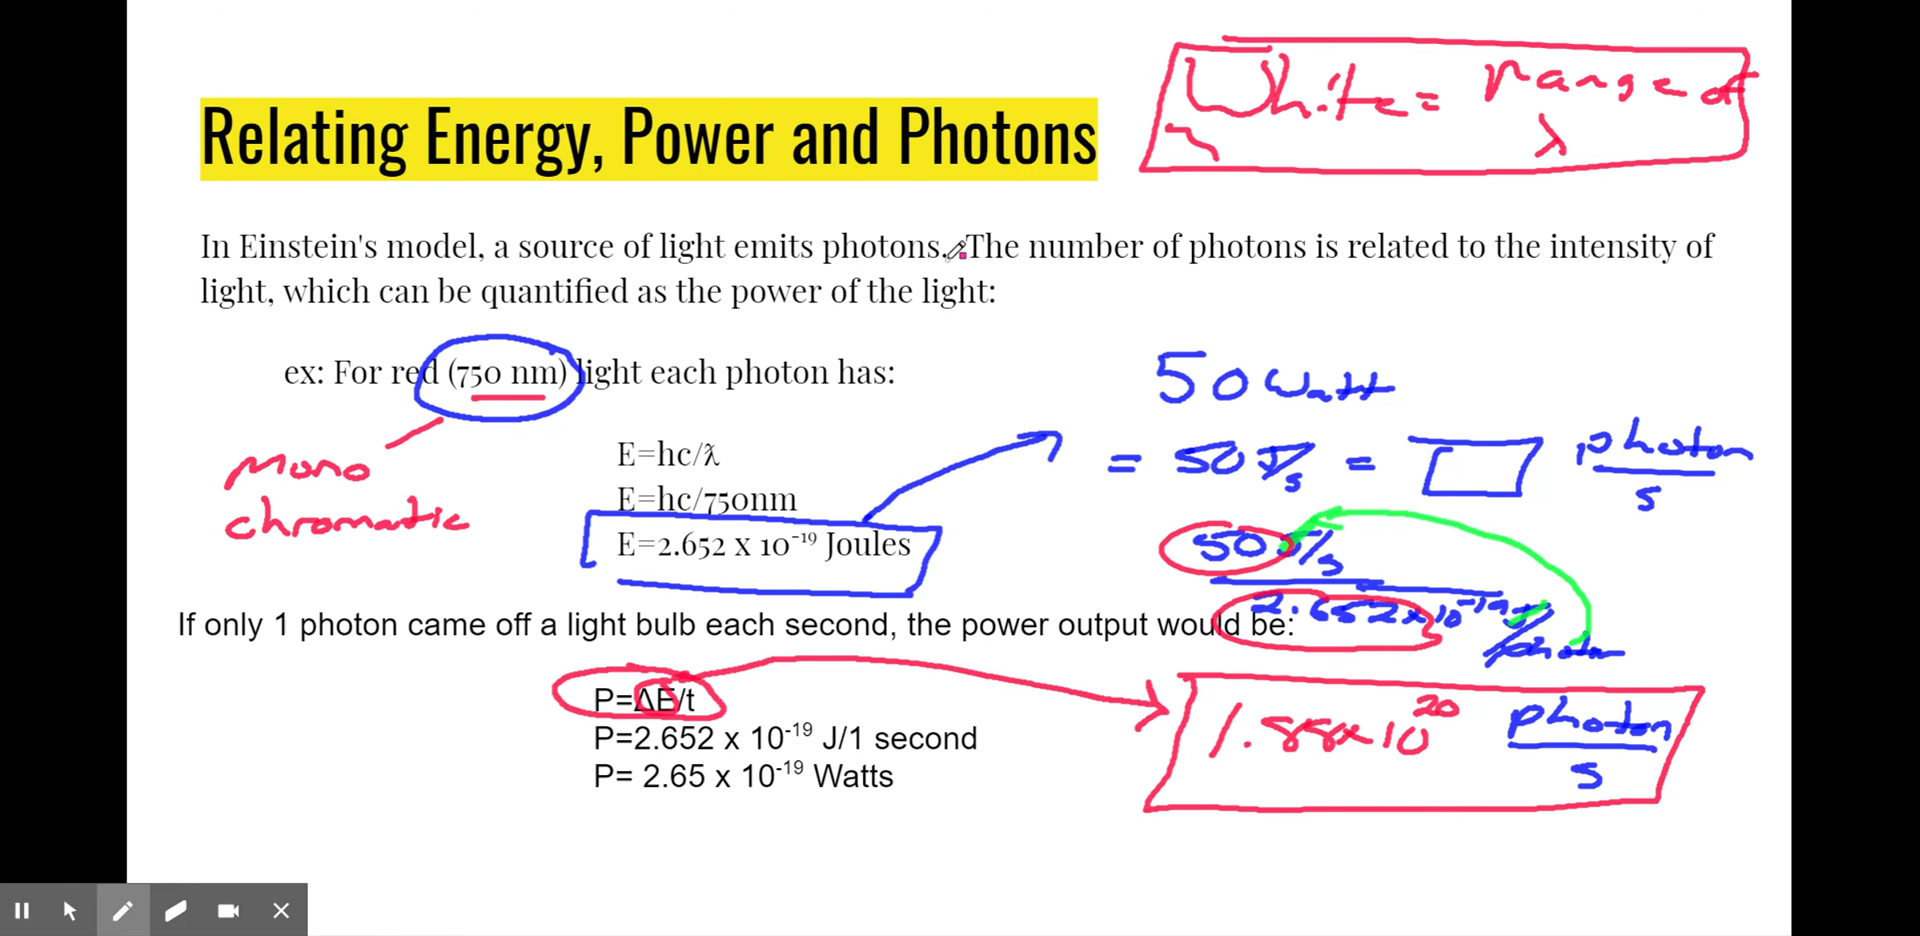 White = range of
λ
Relating Energy, Power and Photons
In Einstein's model, a source of light emits photons. The number of photons is related to the intensity of
light, which can be quantified as the power of the light:
ex: For red (750 nm) light each photon has:
Mono
chromatic
E=hc/λ
E=hc/750nm
E=2.652 x 10⁻¹⁹ Joules
50 Watt
= 50 J/s = photon/s
50 J/s
2.652x10⁻¹⁹ J/photon
If only 1 photon came off a light bulb each second, the power output would be:
P=ΔE/t
P=2.652 x 10⁻¹⁹ J/1 second
P= 2.65 x 10⁻¹⁹ Watts
1.88x10²⁰ photon/s